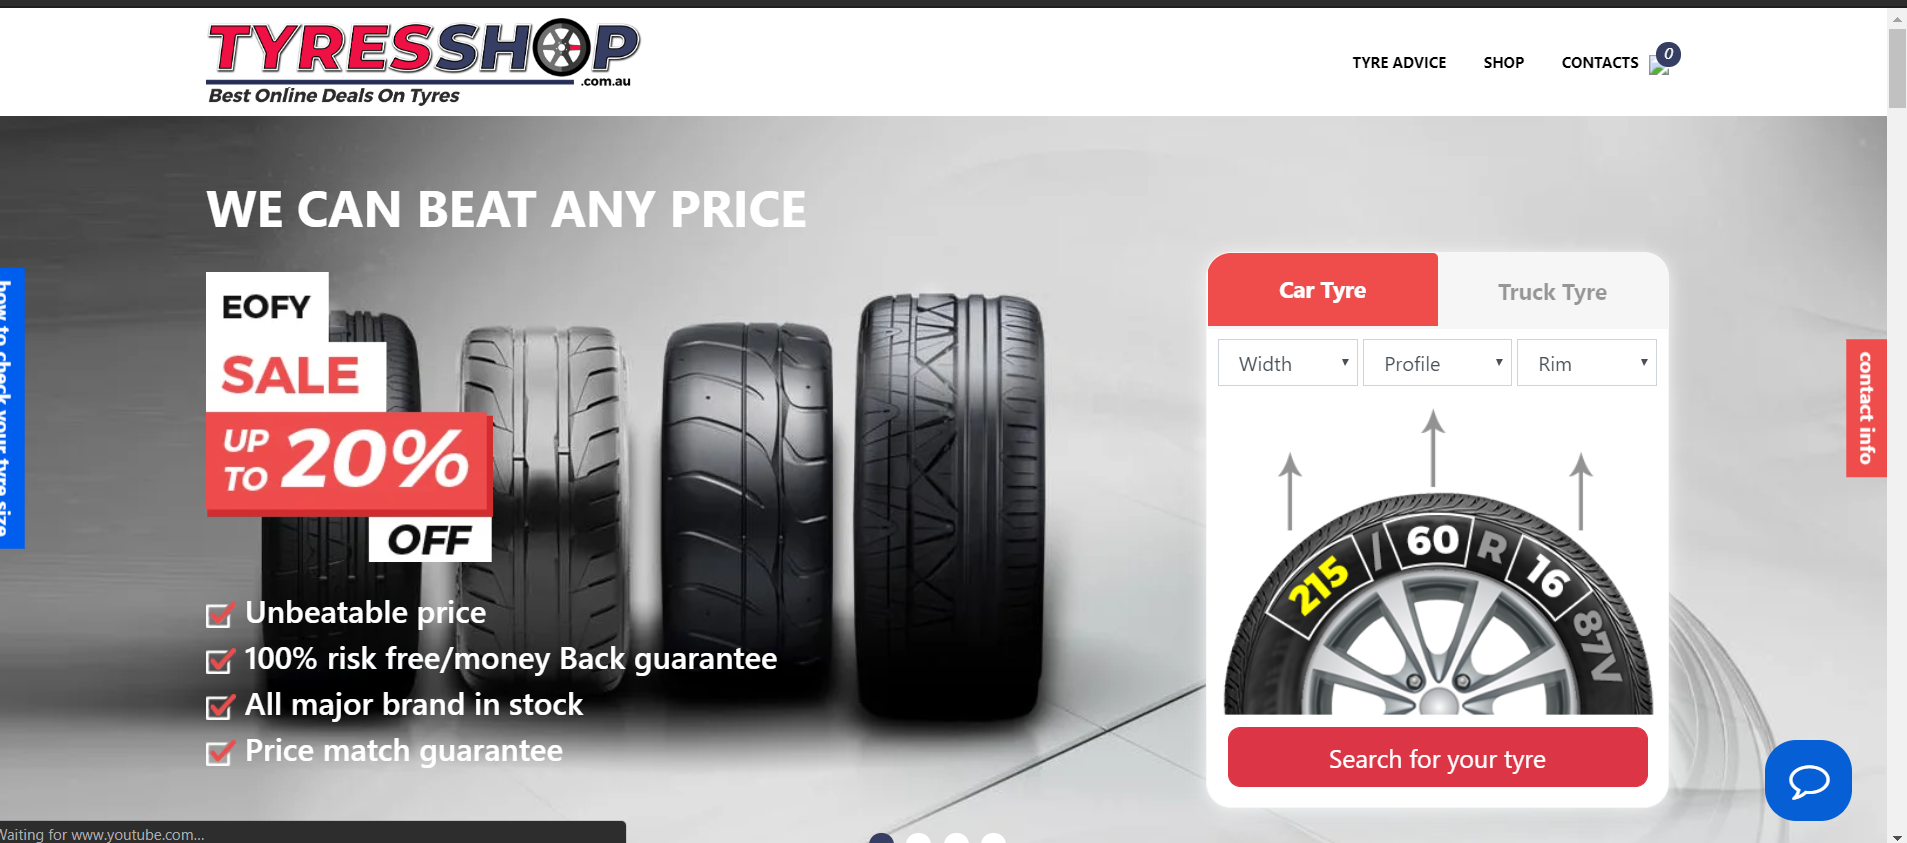 TYRESSHOP
.com.au
Best Online Deals On Tyres
TYRE ADVICE
SHOP
CONTACTS
0
WE CAN BEAT ANY PRICE
EOFY
SALE
UP TO 20%
OFF
Unbeatable price
100% risk free/money Back guarantee
All major brand in stock
Price match guarantee
how to check your tyre size
Car Tyre
Truck Tyre
Width
Profile
Rim
215 / 60 R 16 87V
Search for your tyre
contact info
Waiting for www.youtube.com...